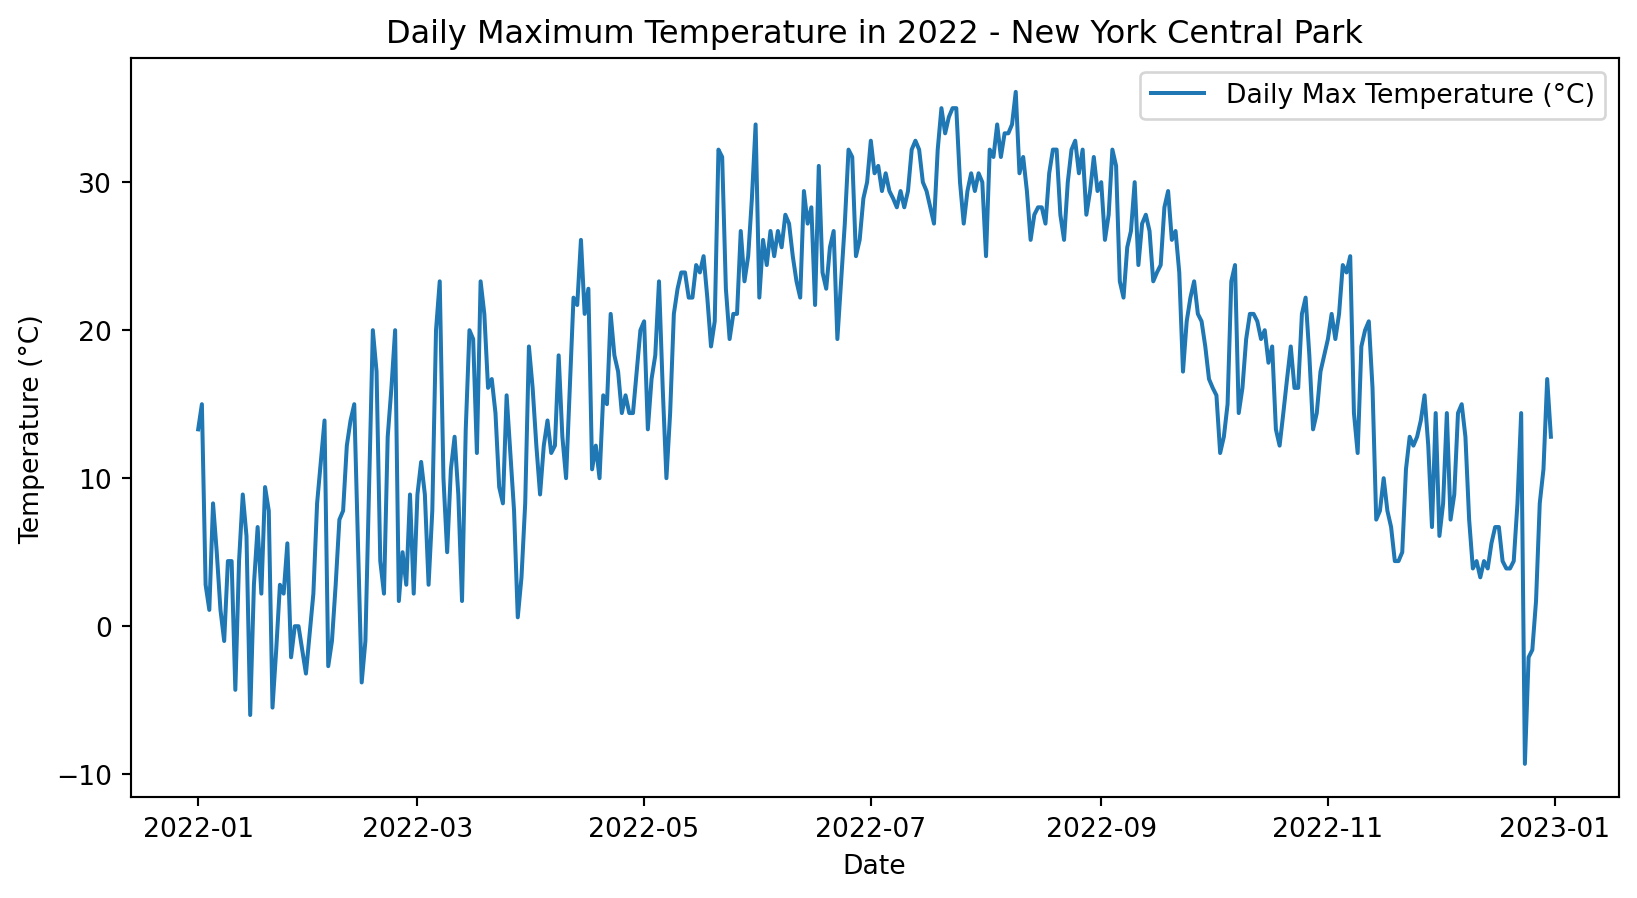 Daily Maximum Temperature in 2022 - New York Central Park
Daily Max Temperature (°C)
Temperature (°C)
30
20
10
0
−10
2022-01 2022-03 2022-05 2022-07 2022-09 2022-11 2023-01
Date